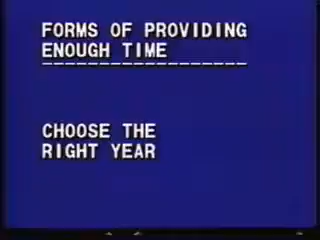 FORMS OF PROVIDING
ENOUGH TIME
CHOOSE THE
RIGHT YEAR